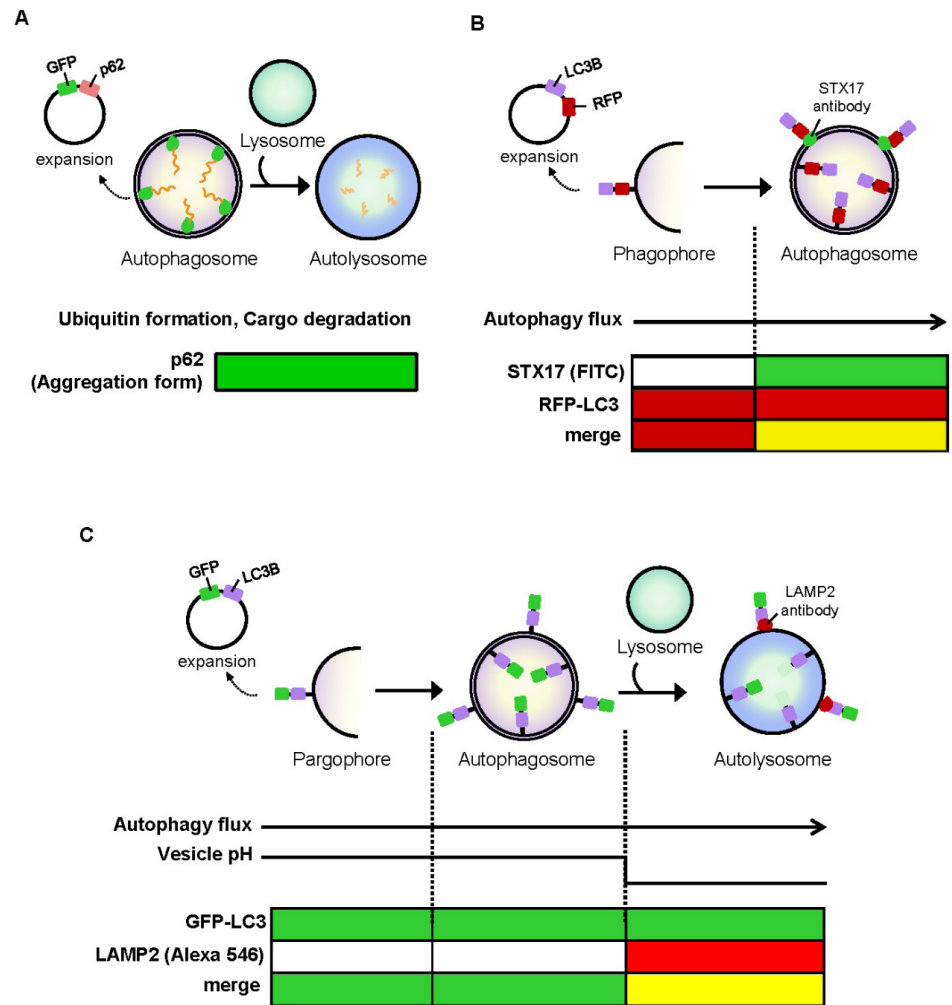 A
GFP
p62
expansion
Lysosome
Autophagosome
Autolysosome
Ubiquitin formation, Cargo degradation
p62
(Aggregation form)
B
LC3B
RFP
expansion
STX17
antibody
Phagophore
Autophagosome
Autophagy flux
STX17 (FITC)
RFP-LC3
merge
C
GFP
LC3B
expansion
Lysosome
LAMP2
antibody
Pargophore
Autophagosome
Autolysosome
Autophagy flux
Vesicle pH
GFP-LC3
LAMP2 (Alexa 546)
merge